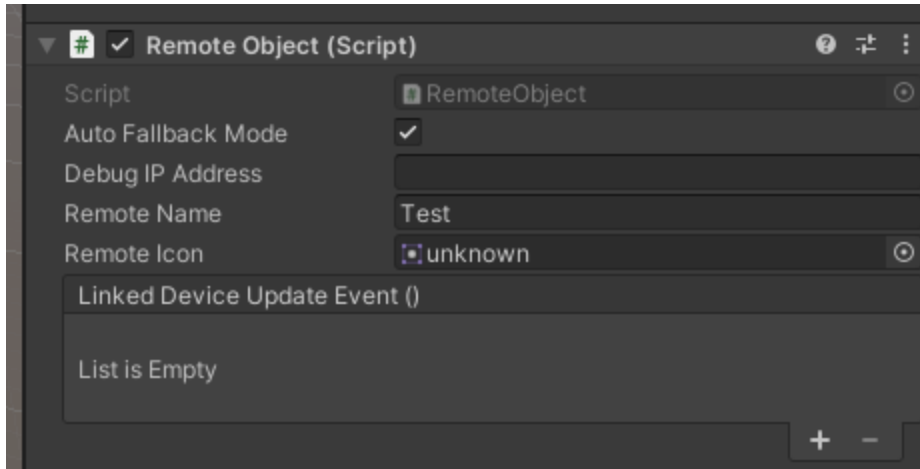 Remote Object (Script)
Script RemoteObject
Auto Fallback Mode
Debug IP Address
Remote Name Test
Remote Icon unknown
Linked Device Update Event ()
List is Empty